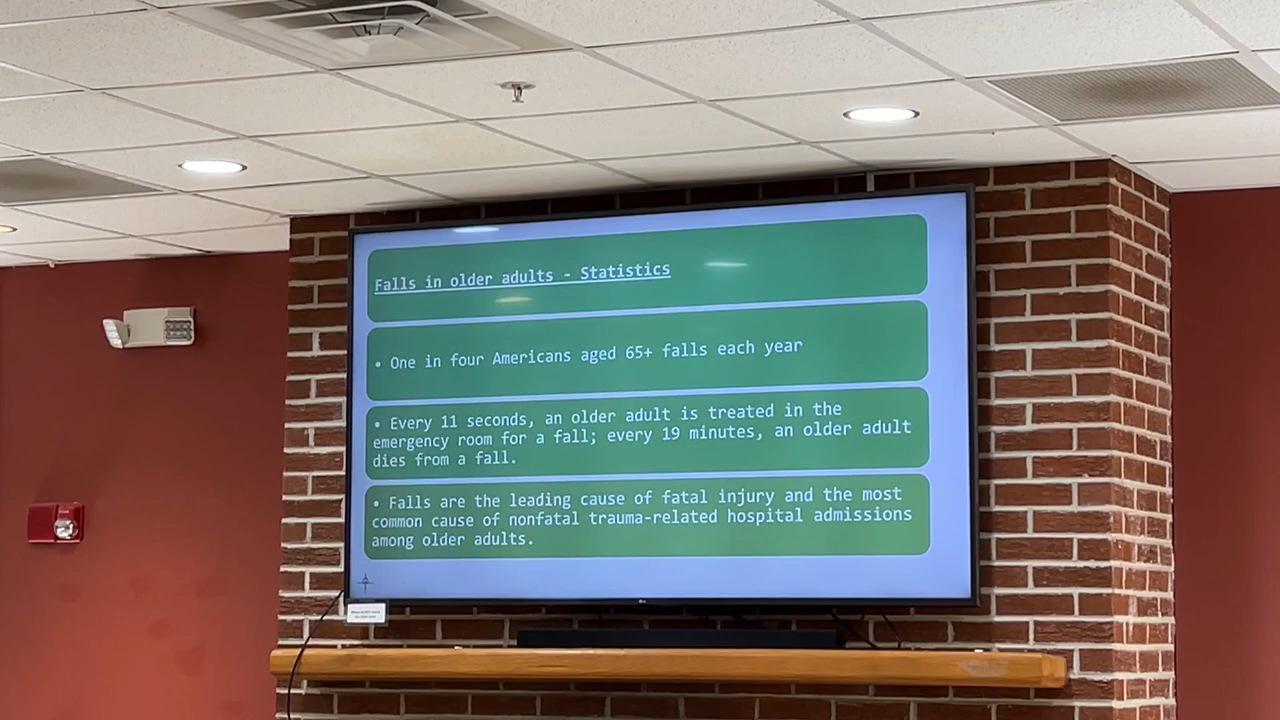 Falls in older adults - Statistics
• One in four Americans aged 65+ falls each year
• Every 11 seconds, an older adult is treated in the
emergency room for a fall; every 19 minutes, an older adult
dies from a fall.
• Falls are the leading cause of fatal injury and the most
common cause of nonfatal trauma-related hospital admissions
among older adults.